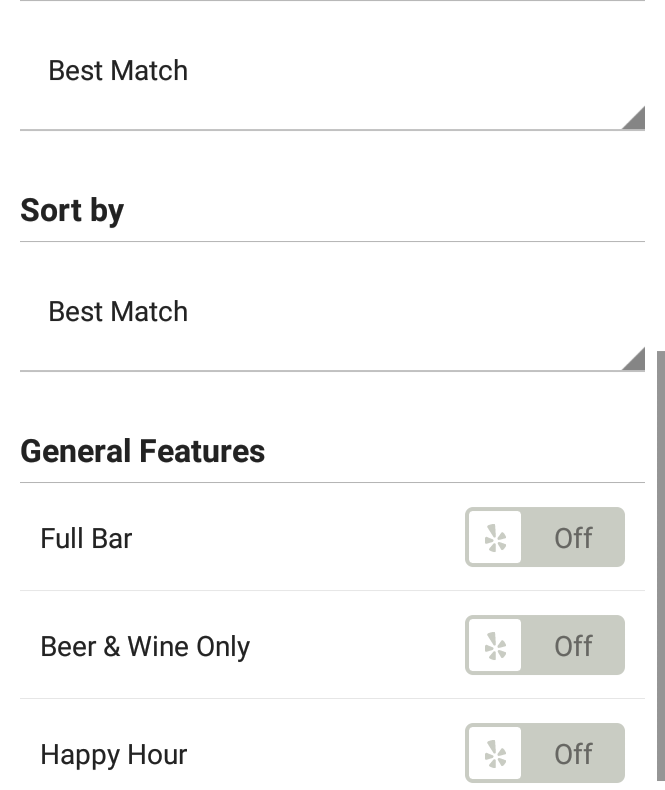 Best Match
Sort by
Best Match
General Features
Full Bar Off
Beer & Wine Only Off
Happy Hour Off